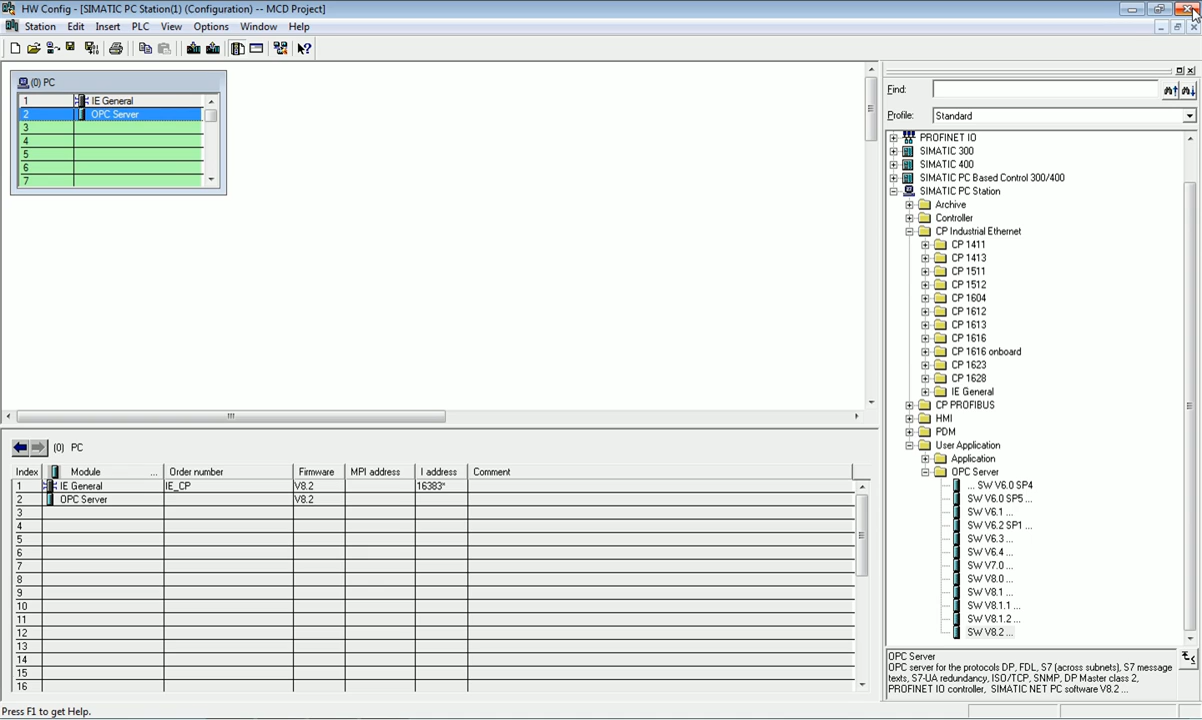 HW Config - [SIMATIC PC Station(1) (Configuration) -- MCD Project]
Station Edit Insert PLC View Options Window Help
(0) PC
1 IE General
2 OPC Server
3
4
5
6
7
Find:
Profile: Standard
PROFINET IO
SIMATIC 300
SIMATIC 400
SIMATIC PC Based Control 300/400
SIMATIC PC Station
Archive
Controller
CP Industrial Ethernet
CP 1411
CP 1413
CP 1511
CP 1512
CP 1604
CP 1612
CP 1613
CP 1616
CP 1616 onboard
CP 1623
CP 1628
IE General
CP PROFIBUS
HMI
PDM
User Application
Application
OPC Server
... SW V6.0 SP4
SW V6.0 SP5 ...
SW V6.1 ...
SW V6.2 SP1 ...
SW V6.3 ...
SW V6.4 ...
SW V7.0 ...
SW V8.0 ...
SW V8.1 ...
SW V8.1.1 ...
SW V8.1.2 ...
SW V8.2 ...
OPC Server
OPC server for the protocols DP, FDL, S7 (across subnets), S7 message
texts, S7-UA redundancy, ISO/TCP, SNMP, DP Master class 2,
PROFINET IO controller, SIMATIC NET PC software V8.2 ...
(0) PC
Index Module ... Order number Firmware MPI address I address Comment
1 IE General IE_CP V8.2 16383*
2 OPC Server V8.2
3
4
5
6
7
8
9
10
11
12
13
14
15
16
Press F1 to get Help.